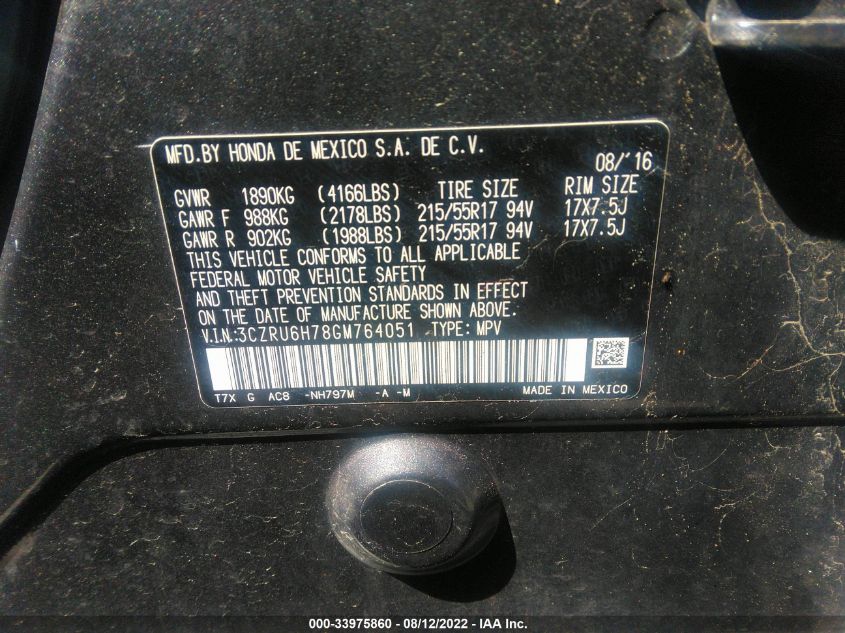 MFD.BY HONDA DE MEXICO S.A. DE C.V.
08/'16
GVWR 1890KG (4166LBS) TIRE SIZE RIM SIZE
GAWR F 988KG (2178LBS) 215/55R17 94V 17X7.5J
GAWR R 902KG (1988LBS) 215/55R17 94V 17X7.5J
THIS VEHICLE CONFORMS TO ALL APPLICABLE
FEDERAL MOTOR VEHICLE SAFETY
AND THEFT PREVENTION STANDARDS IN EFFECT
ON THE DATE OF MANUFACTURE SHOWN ABOVE.
V.I.N.:3CZRU6H78GM764051 TYPE: MPV
T7X G AC8 -NH797M -A -M MADE IN MEXICO
000-33975860 - 08/12/2022 - IAA Inc.